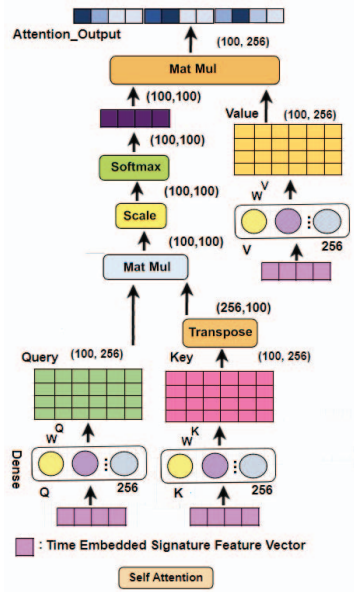 Attention_Output
(100, 256)
Mat Mul
(100,100)
Value
(100, 256)
(100,100)
Softmax
(100,100)
V
W
Scale
(100,100)
V
256
Mat Mul
(256,100)
Transpose
Query
(100, 256)
Key
(100, 256)
Q
W
K
W
Dense
Q
256
K
256
: Time Embedded Signature Feature Vector
Self Attention